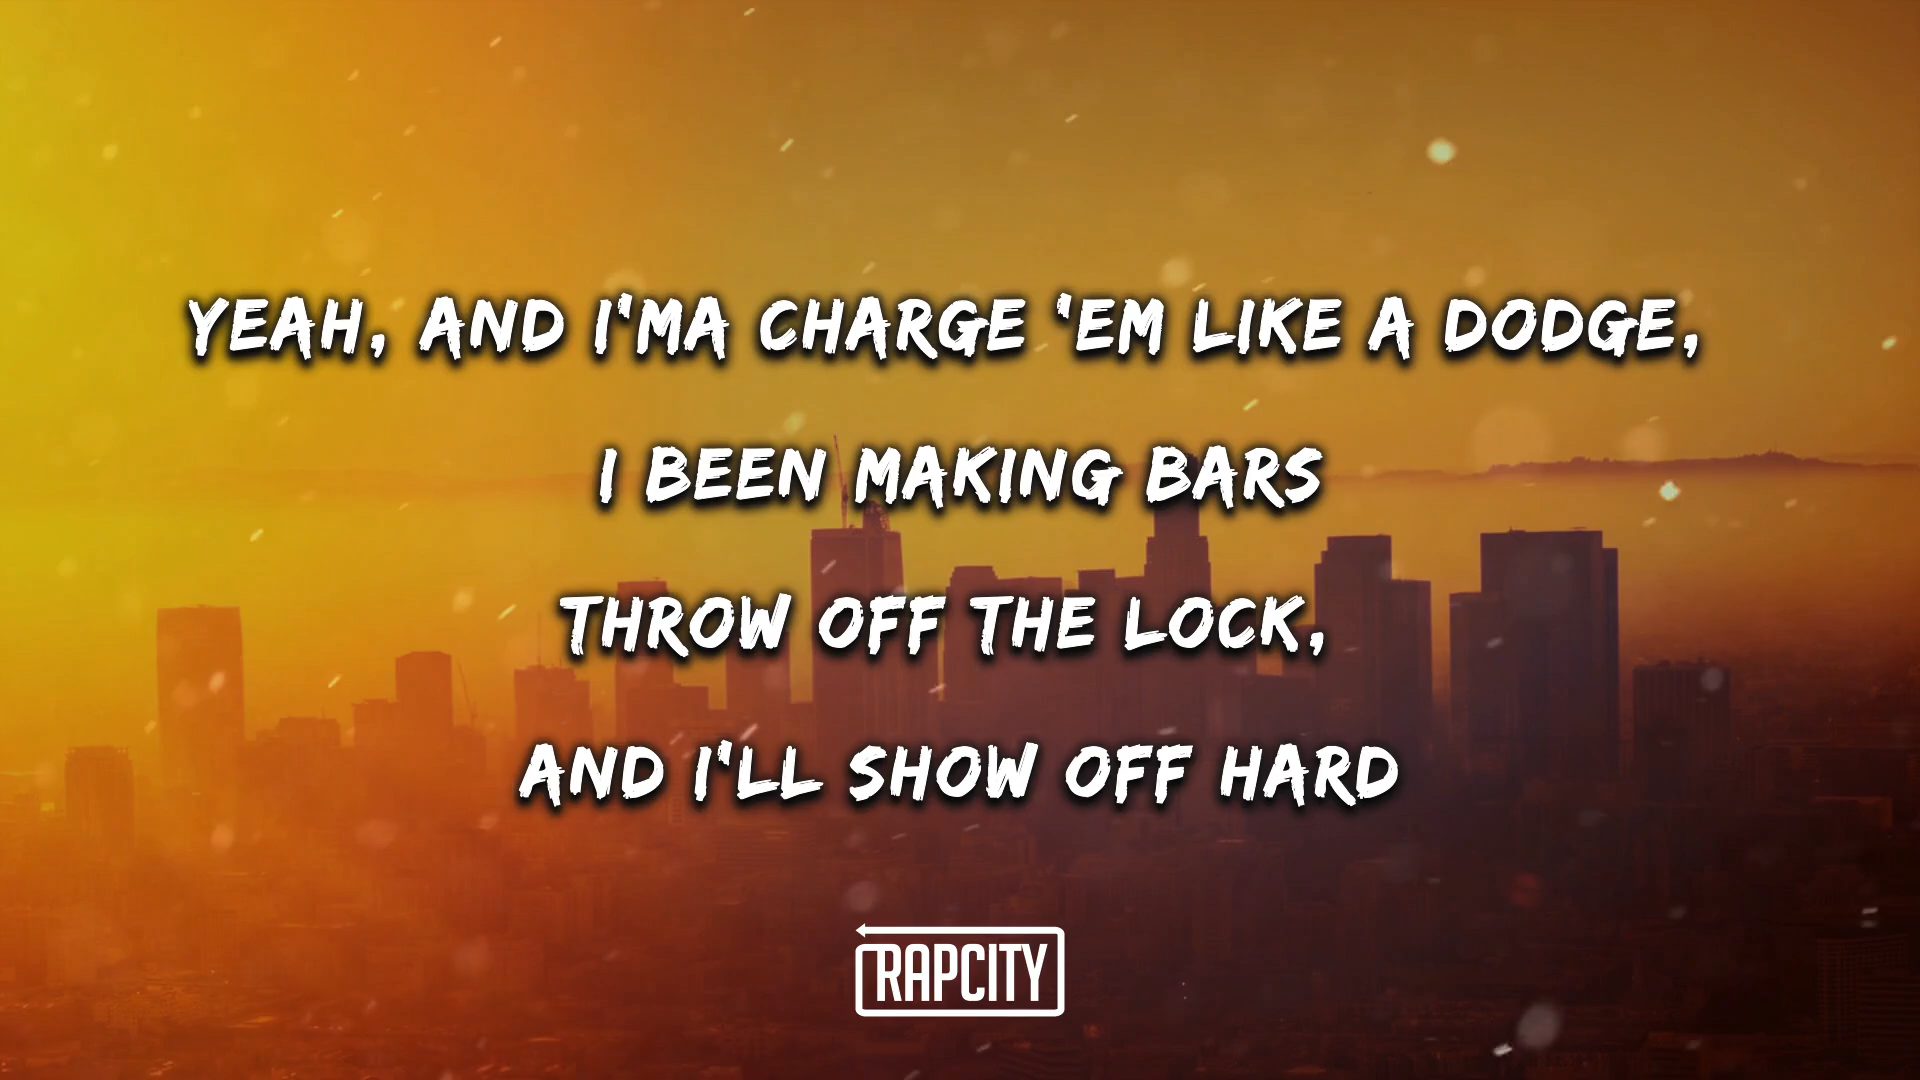 YEAH, AND I'MA CHARGE 'EM LIKE A DODGE,
I BEEN MAKING BARS
THROW OFF THE LOCK,
AND I'LL SHOW OFF HARD
RAPCITY